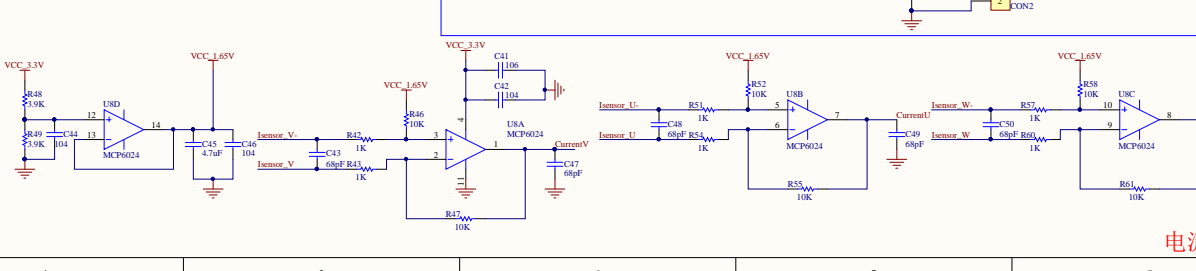 2
CON2
VCC_3.3V
R48
3.9K
R49
3.9K
C44
104
12
13
U8D
14
MCP6024
VCC_1.65V
C45
4.7uF
C46
104
Isensor_V-
Isensor_V
C43
68pF
R42
1K
R43
1K
VCC_1.65V
R46
10K
VCC_3.3V
C41
106
C42
104
4
3
2
1
11
U8A
MCP6024
R47
10K
CurrentV
C47
68pF
Isensor_U-
Isensor_U
C48
68pF
R51
1K
R54
1K
VCC_1.65V
R52
10K
U8B
5
6
7
MCP6024
R55
10K
CurrentU
C49
68pF
Isensor_W-
Isensor_W
C50
68pF
R57
1K
R60
1K
VCC_1.65V
R58
10K
U8C
10
9
8
MCP6024
R61
10K
电